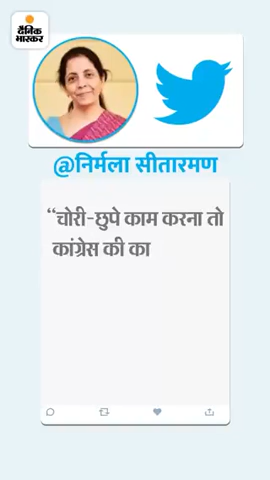 दैनिक
भास्कर
@निर्मला सीतारमण
“चोरी-छुपे काम करना तो
कांग्रेस की का